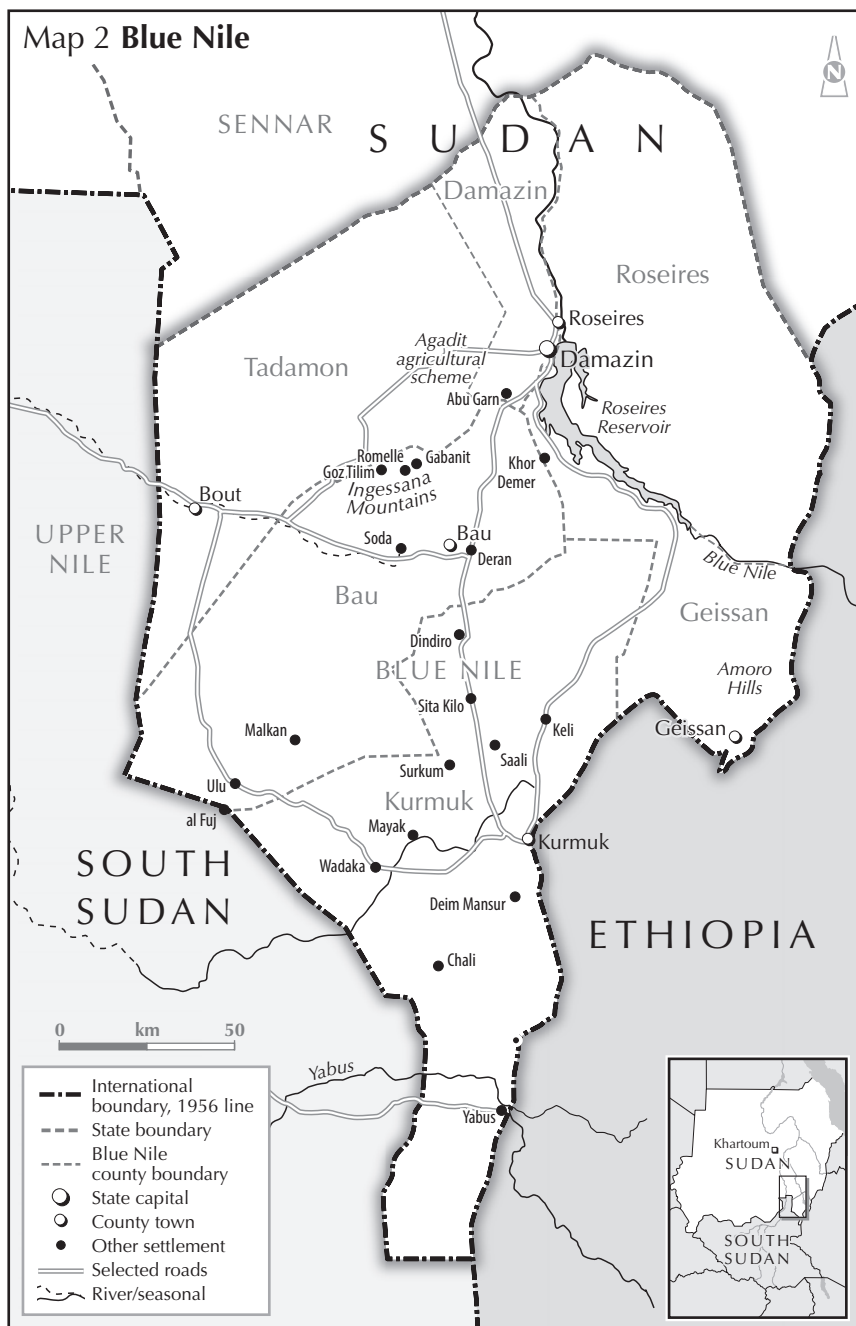 Map 2 Blue Nile
N
SENNAR
SUDAN
Damazin
Roseires
Roseires
Agadit
agricultural
scheme
Damazin
Tadamon
Abu Garn
Roseires
Reservoir
Romelle
Gabanit
Goz Tilim
Khor
Demer
Ingessana
Mountains
Bout
UPPER
NILE
Soda
Bau
Deran
Blue Nile
Bau
Geissan
Dindiro
BLUE NILE
Amoro
Hills
Sita Kilo
Malkan
Keli
Geissan
Saali
Surkum
Ulu
Kurmuk
al Fuj
Mayak
Kurmuk
SOUTH
SUDAN
Wadaka
Deim Mansur
ETHIOPIA
Chali
0 km 50
Yabus
Yabus
International
boundary, 1956 line
State boundary
Blue Nile
county boundary
State capital
County town
Other settlement
Selected roads
River/seasonal
Khartoum
SUDAN
SOUTH
SUDAN